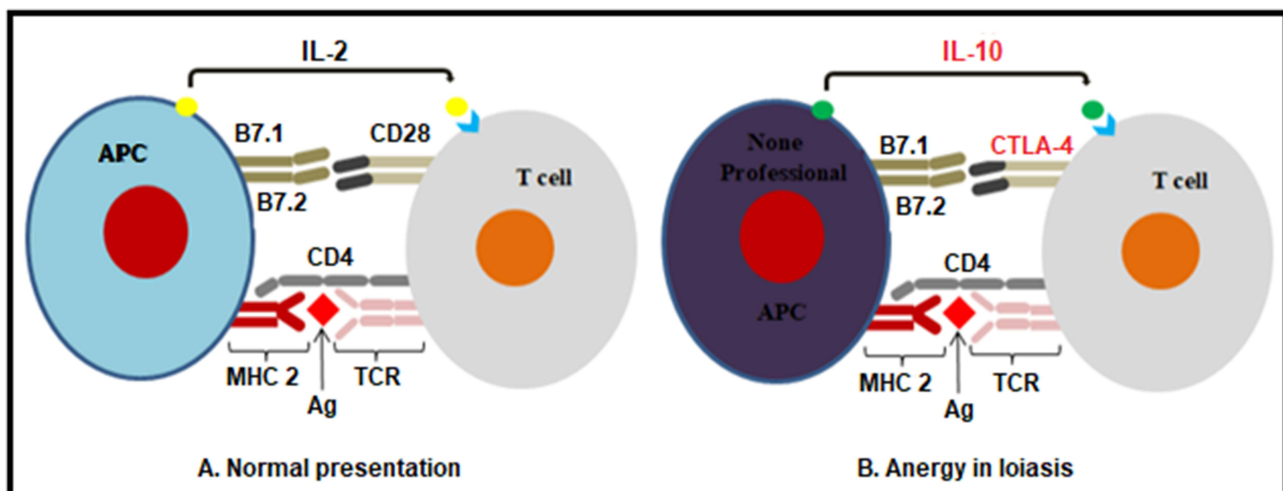 IL-2
B7.1
CD28
APC
T cell
B7.2
CD4
MHC 2
TCR
Ag
A. Normal presentation
IL-10
None
Professional
B7.1
CTLA-4
T cell
B7.2
CD4
APC
MHC 2
TCR
Ag
B. Anergy in loiasis